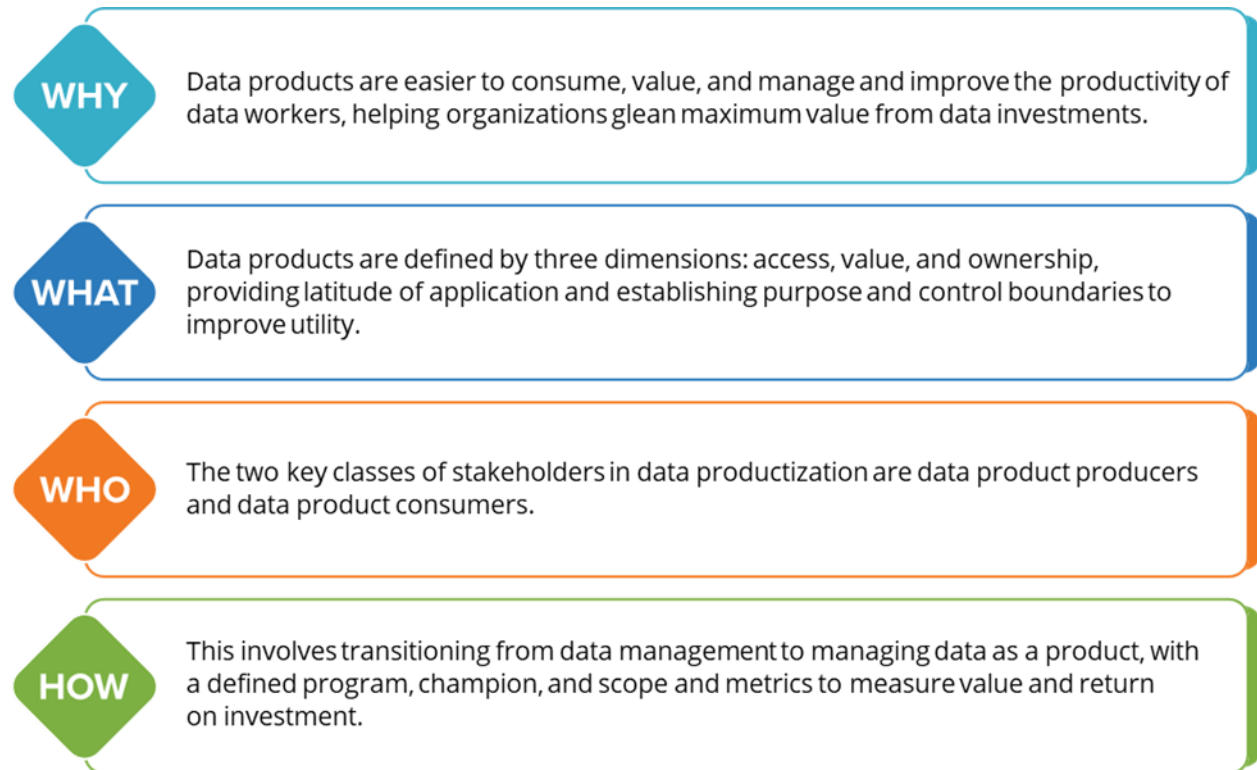 WHY
Data products are easier to consume, value, and manage and improve the productivity of
data workers, helping organizations glean maximum value from data investments.
WHAT
Data products are defined by three dimensions: access, value, and ownership,
providing latitude of application and establishing purpose and control boundaries to
improve utility.
WHO
The two key classes of stakeholders in data productization are data product producers
and data product consumers.
HOW
This involves transitioning from data management to managing data as a product, with
a defined program, champion, and scope and metrics to measure value and return
on investment.